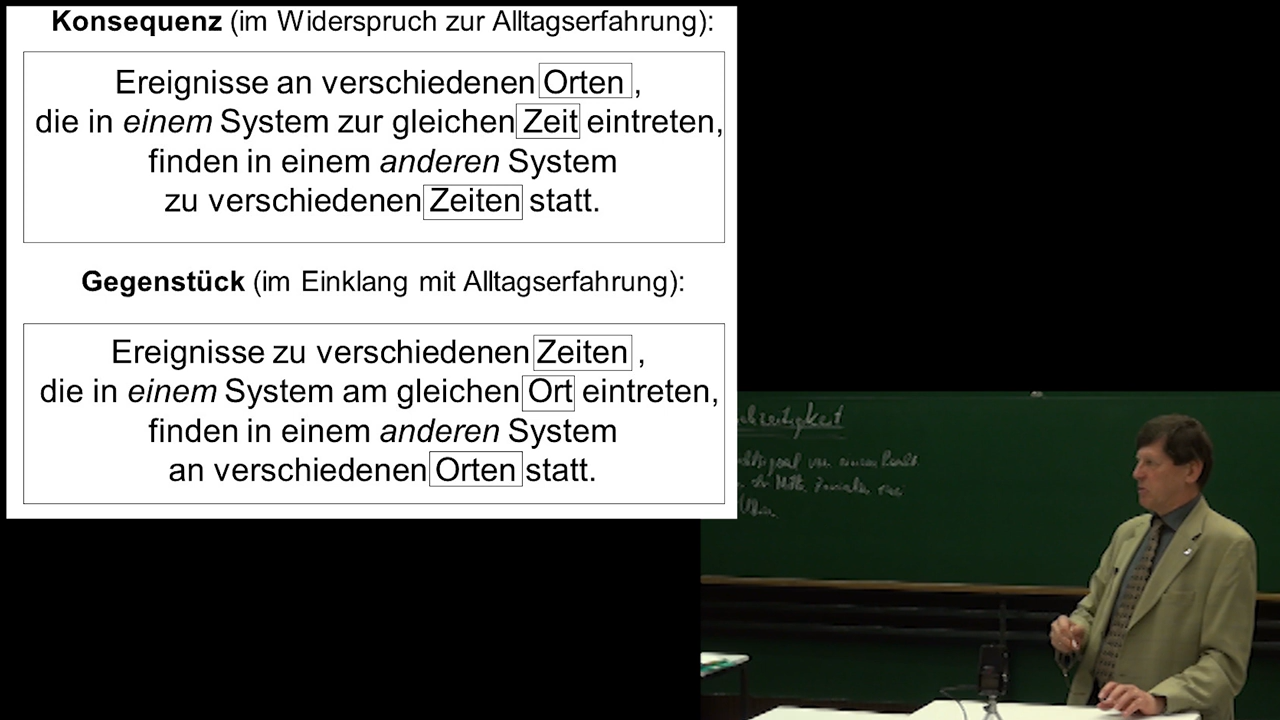 Konsequenz (im Widerspruch zur Alltagserfahrung):
Ereignisse an verschiedenen Orten ,
die in einem System zur gleichen Zeit eintreten,
finden in einem anderen System
zu verschiedenen Zeiten statt.
Gegenstück (im Einklang mit Alltagserfahrung):
Ereignisse zu verschiedenen Zeiten ,
die in einem System am gleichen Ort eintreten,
finden in einem anderen System
an verschiedenen Orten statt.